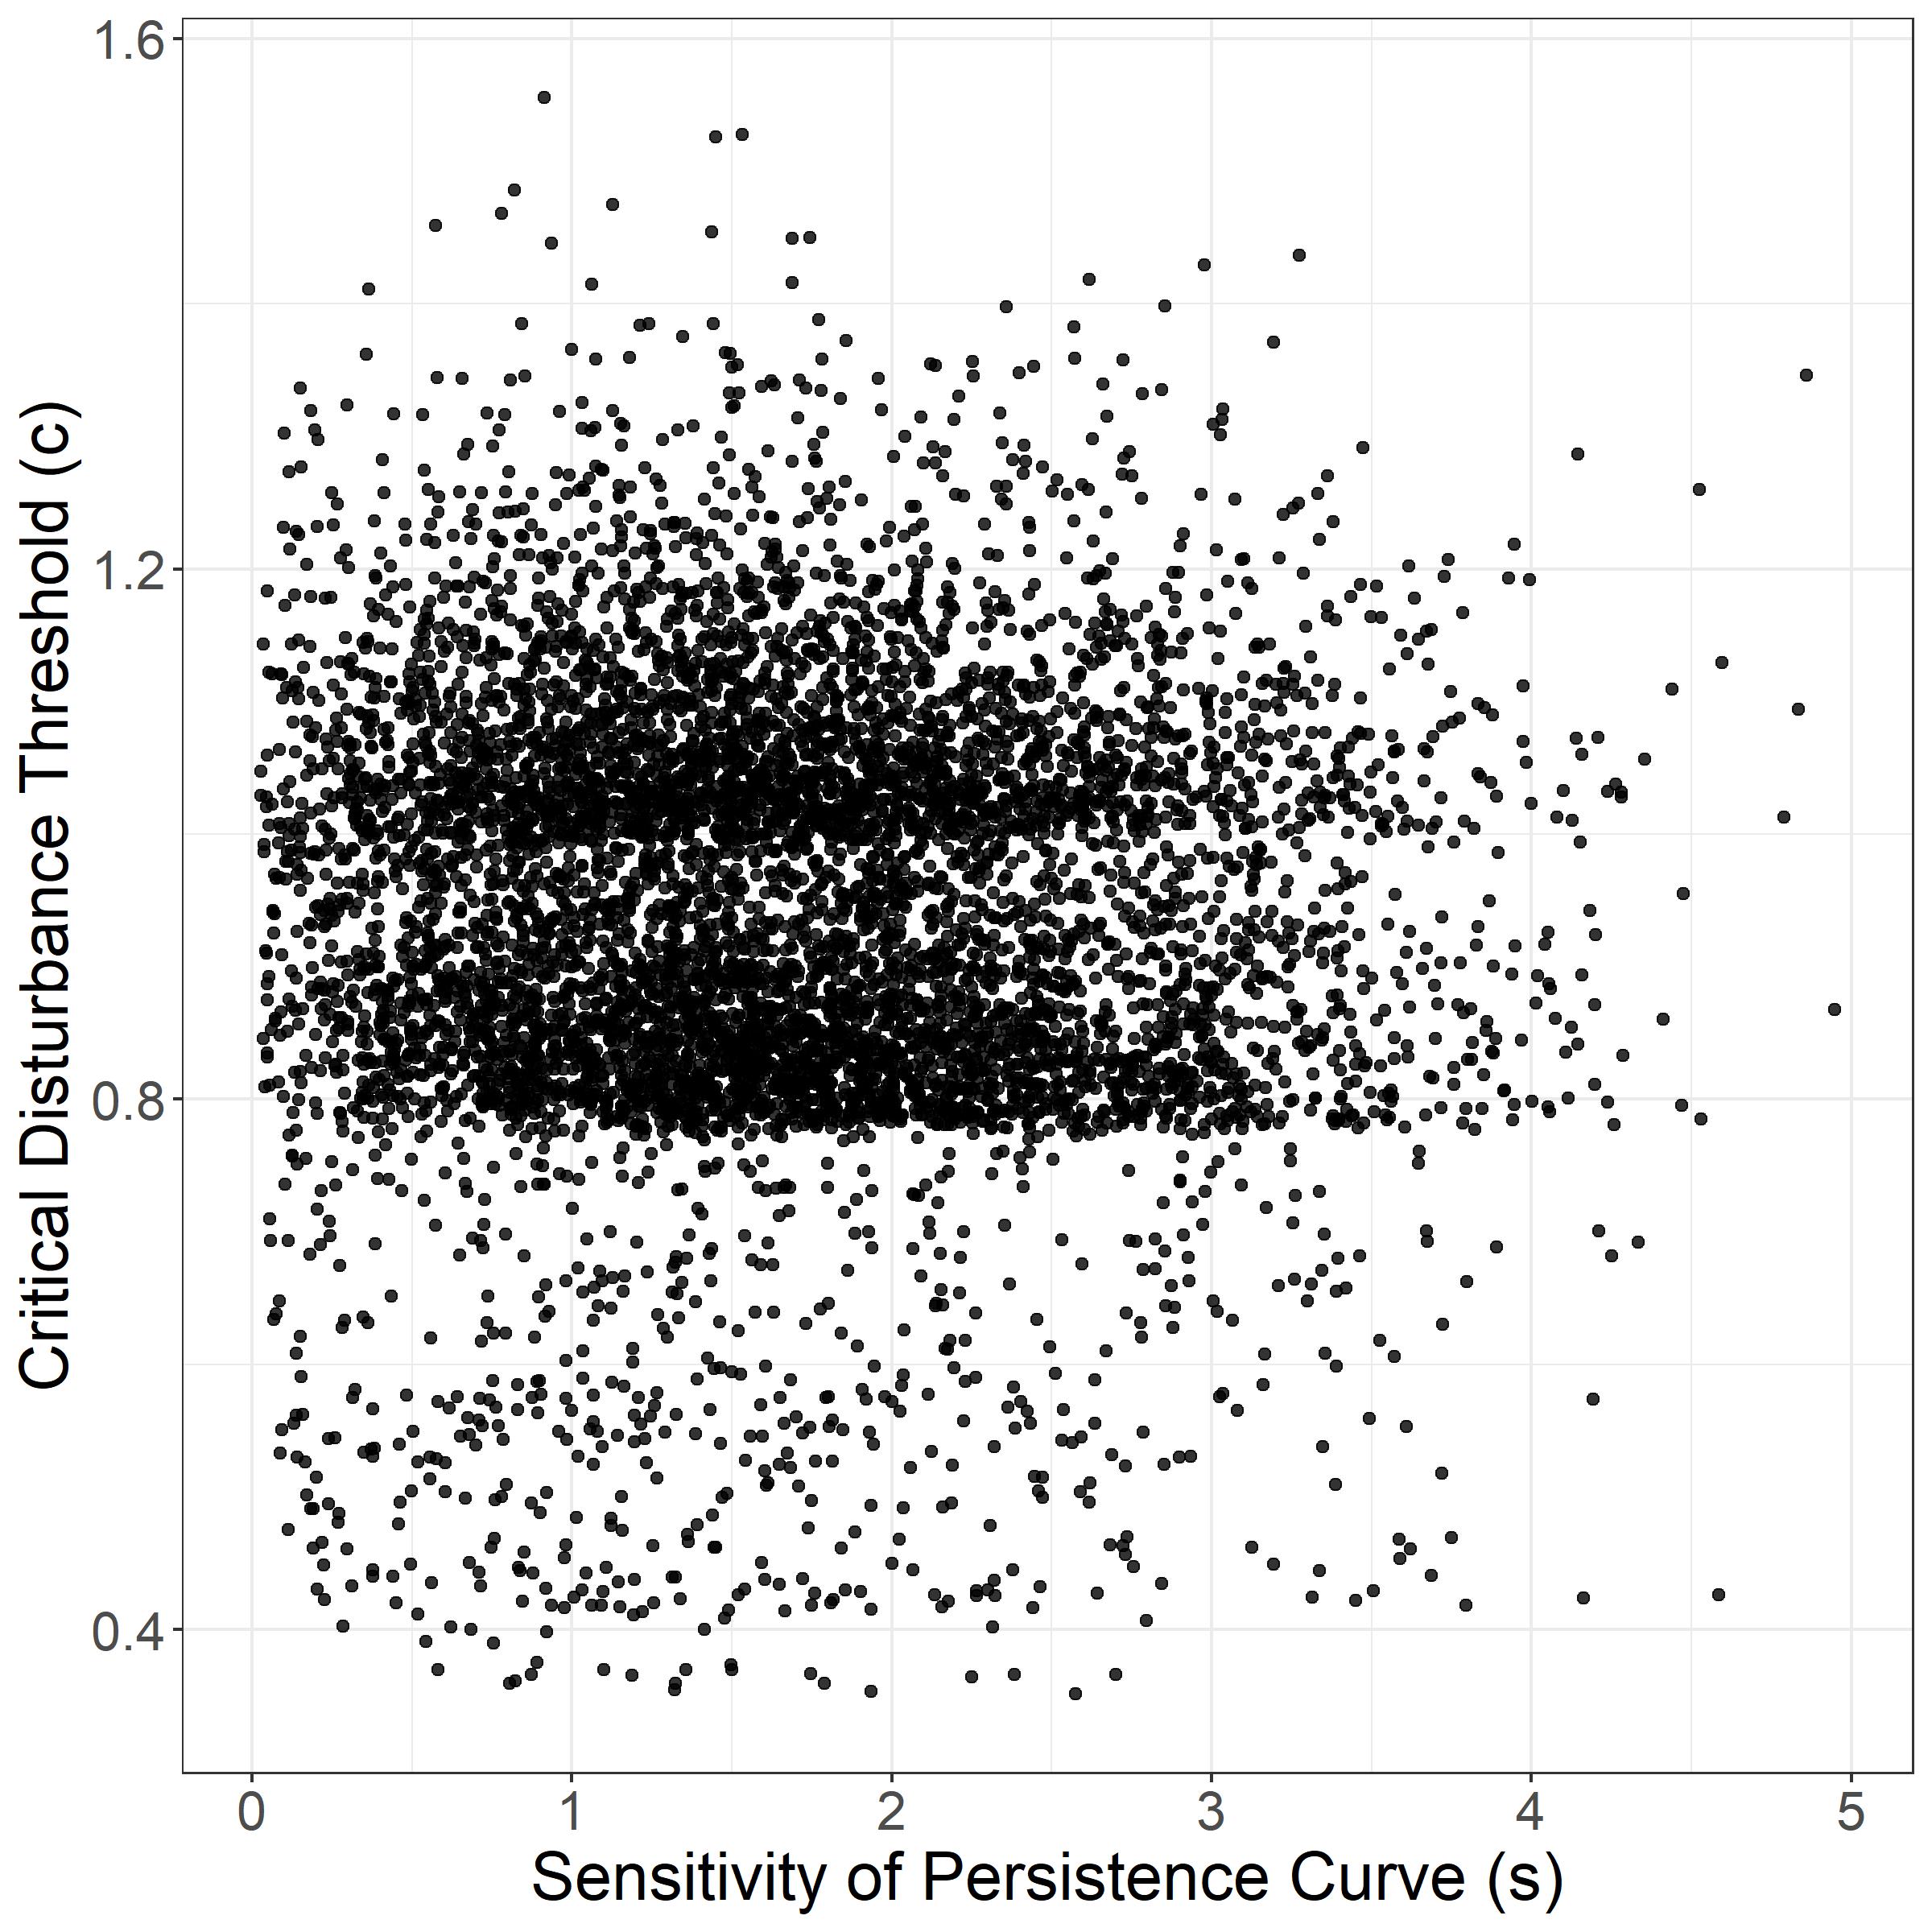 Critical Disturbance Threshold (c)
1.6
1.2
0.8
0.4
0 1 2 3 4 5
Sensitivity of Persistence Curve (s)